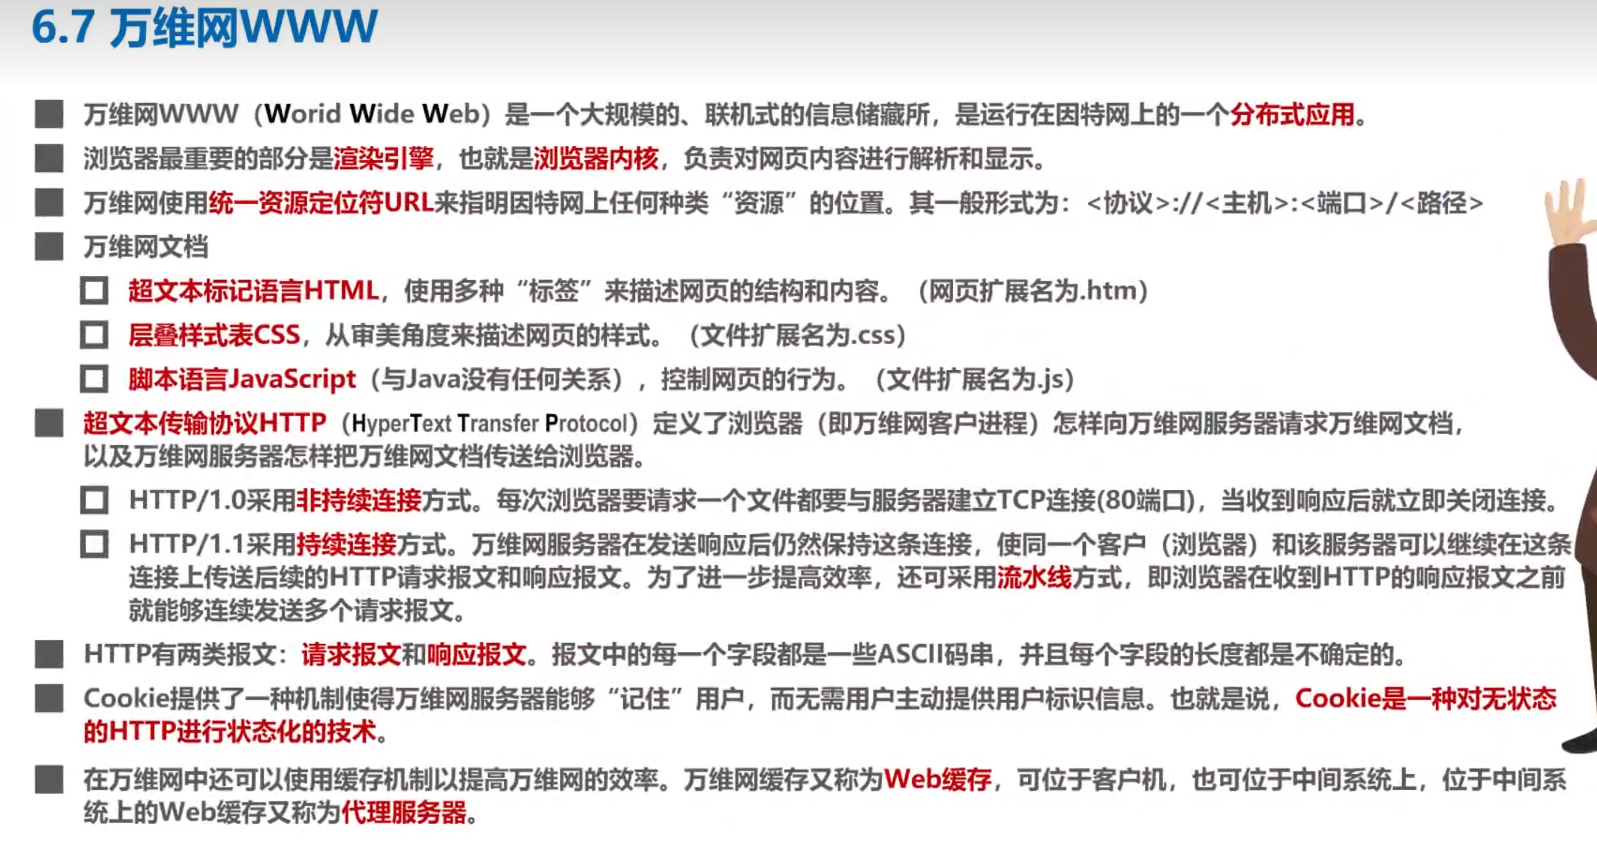 6.7 万维网WWW
万维网WWW（Worid Wide Web）是一个大规模的、联机式的信息储藏所，是运行在因特网上的一个分布式应用。
浏览器最重要的部分是渲染引擎，也就是浏览器内核，负责对网页内容进行解析和显示。
万维网使用统一资源定位符URL来指明因特网上任何种类“资源”的位置。其一般形式为：<协议>://<主机>:<端口>/<路径>
万维网文档
超文本标记语言HTML，使用多种“标签”来描述网页的结构和内容。（网页扩展名为.htm）
层叠样式表CSS，从审美角度来描述网页的样式。（文件扩展名为.css）
脚本语言JavaScript（与Java没有任何关系），控制网页的行为。（文件扩展名为.js）
超文本传输协议HTTP（HyperText Transfer Protocol）定义了浏览器（即万维网客户进程）怎样向万维网服务器请求万维网文档，
以及万维网服务器怎样把万维网文档传送给浏览器。
HTTP/1.0采用非持续连接方式。每次浏览器要请求一个文件都要与服务器建立TCP连接(80端口)，当收到响应后就立即关闭连接。
HTTP/1.1采用持续连接方式。万维网服务器在发送响应后仍然保持这条连接，使同一个客户（浏览器）和该服务器可以继续在这条
连接上传送后续的HTTP请求报文和响应报文。为了进一步提高效率，还可采用流水线方式，即浏览器在收到HTTP的响应报文之前
就能够连续发送多个请求报文。
HTTP有两类报文：请求报文和响应报文。报文中的每一个字段都是一些ASCII码串，并且每个字段的长度都是不确定的。
Cookie提供了一种机制使得万维网服务器能够“记住”用户，而无需用户主动提供用户标识信息。也就是说，Cookie是一种对无状态
的HTTP进行状态化的技术。
在万维网中还可以使用缓存机制以提高万维网的效率。万维网缓存又称为Web缓存，可位于客户机，也可位于中间系统上，位于中间系
统上的Web缓存又称为代理服务器。